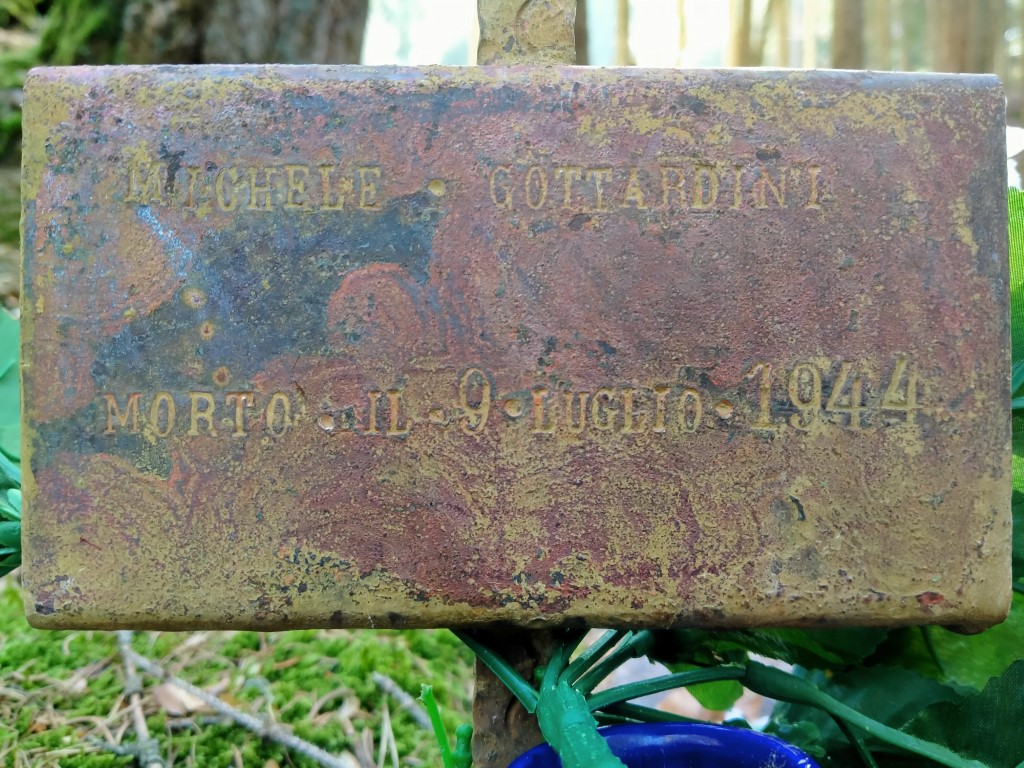 MICHELE • GOTTARDINI
MORTO • IL • 9 • LUGLIO • 1944